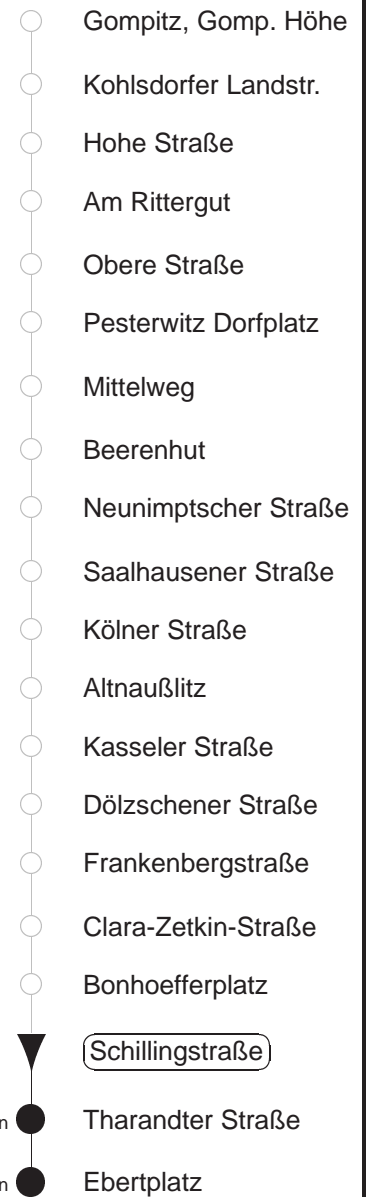 Gompitz, Gomp. Höhe
Kohlsdorfer Landstr.
Hohe Straße
Am Rittergut
Obere Straße
Pesterwitz Dorfplatz
Mittelweg
Beerenhut
Neunimptscher Straße
Saalhausener Straße
Kölner Straße
Altnaußlitz
Kasseler Straße
Dölzschener Straße
Frankenbergstraße
Clara-Zetkin-Straße
Bonhoefferplatz
Schillingstraße
n Tharandter Straße
n Ebertplatz